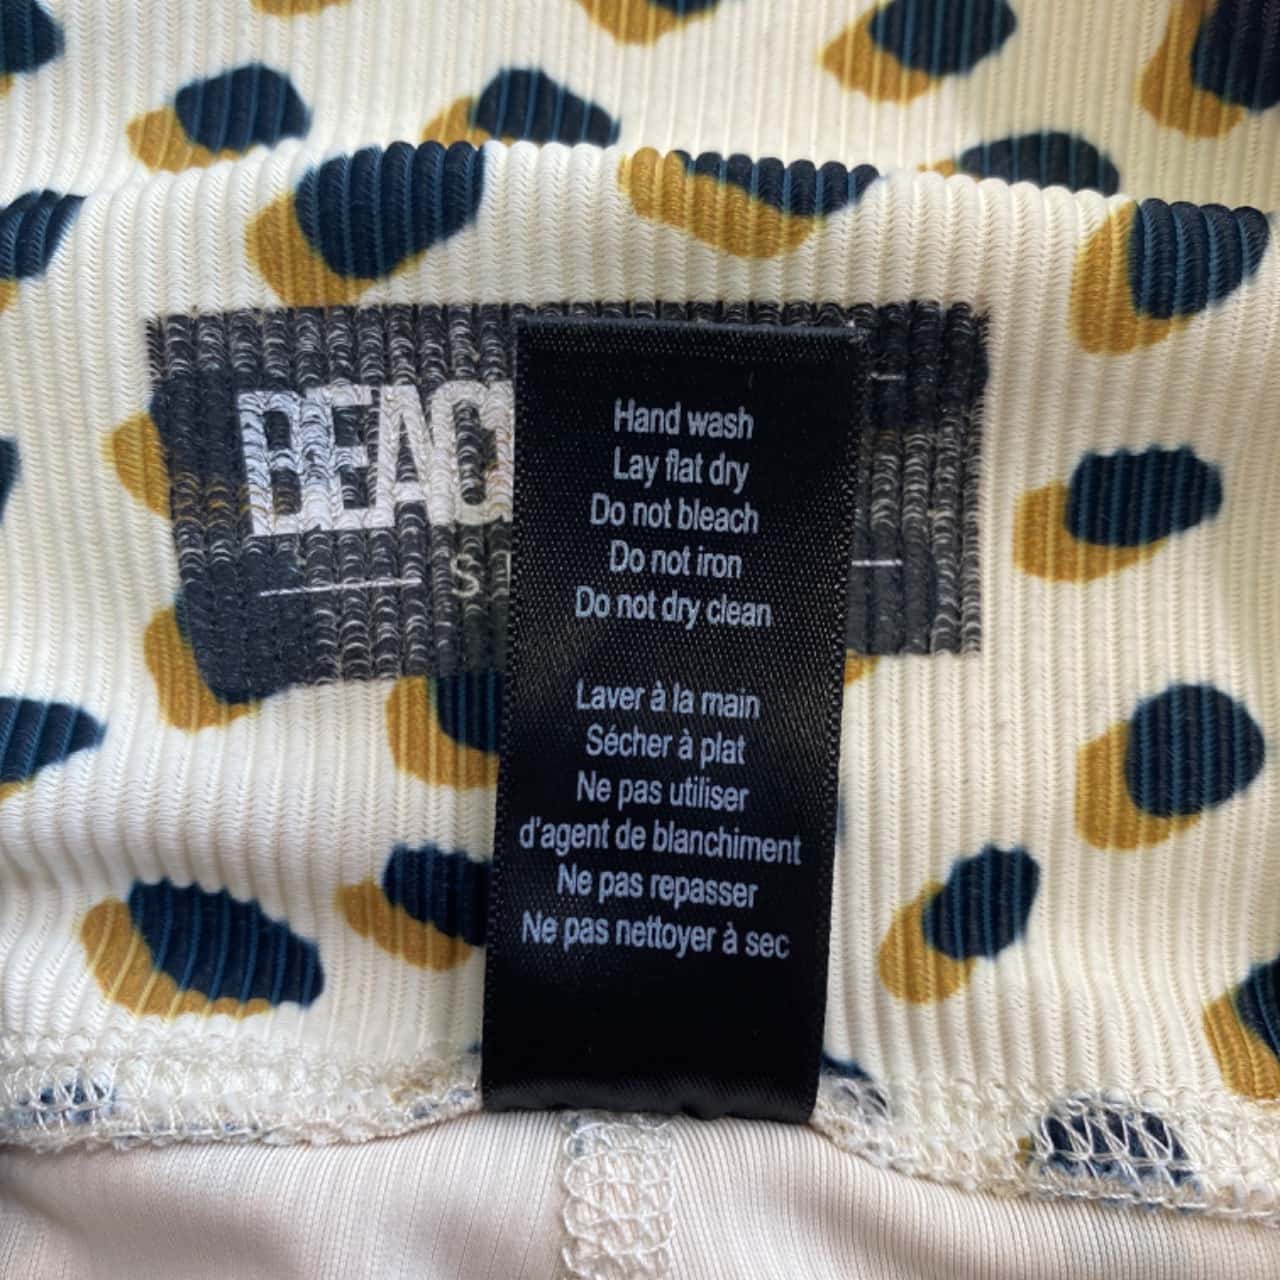 Hand wash
Lay flat dry
Do not bleach
Do not iron
Do not dry clean
Laver à la main
Sécher à plat
Ne pas utiliser
d'agent de blanchiment
Ne pas repasser
Ne pas nettoyer à sec